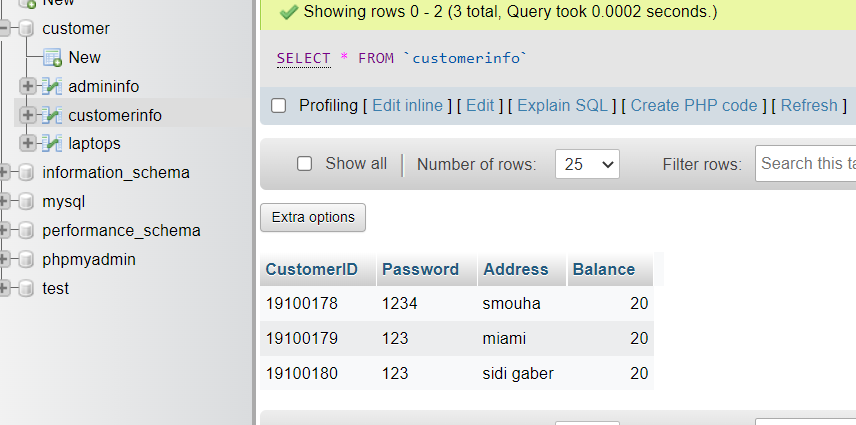 New
customer
New
admininfo
customerinfo
laptops
information_schema
mysql
performance_schema
phpmyadmin
test
Showing rows 0 - 2 (3 total, Query took 0.0002 seconds.)
SELECT * FROM `customerinfo`
Profiling [ Edit inline ] [ Edit ] [ Explain SQL ] [ Create PHP code ] [ Refresh ]
Show all | Number of rows: 25 Filter rows: Search this ta
Extra options
CustomerID Password Address Balance
19100178 1234 smouha 20
19100179 123 miami 20
19100180 123 sidi gaber 20